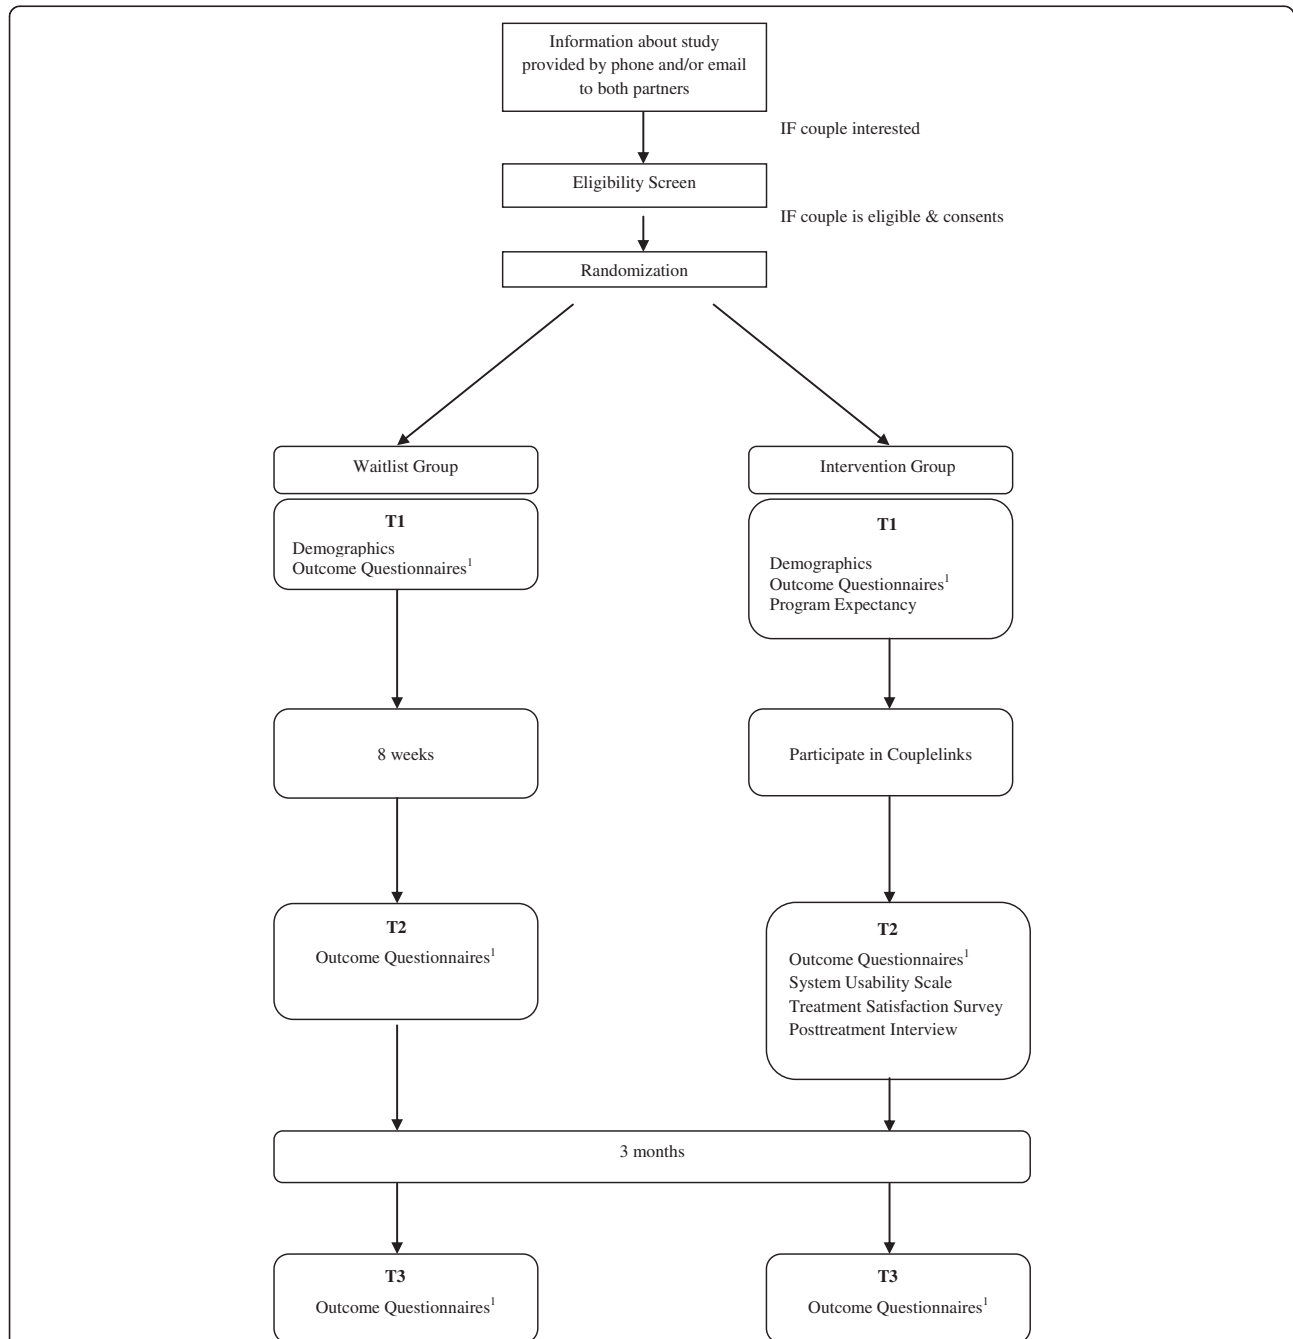 Information about study
provided by phone and/or email
to both partners
IF couple interested
Eligibility Screen
IF couple is eligible & consents
Randomization
Waitlist Group
Intervention Group
T1
Demographics
Outcome Questionnaires1
T1
Demographics
Outcome Questionnaires1
Program Expectancy
8 weeks
Participate in Couplelinks
T2
Outcome Questionnaires1
T2
Outcome Questionnaires1
System Usability Scale
Treatment Satisfaction Survey
Posttreatment Interview
3 months
T3
Outcome Questionnaires1
T3
Outcome Questionnaires1